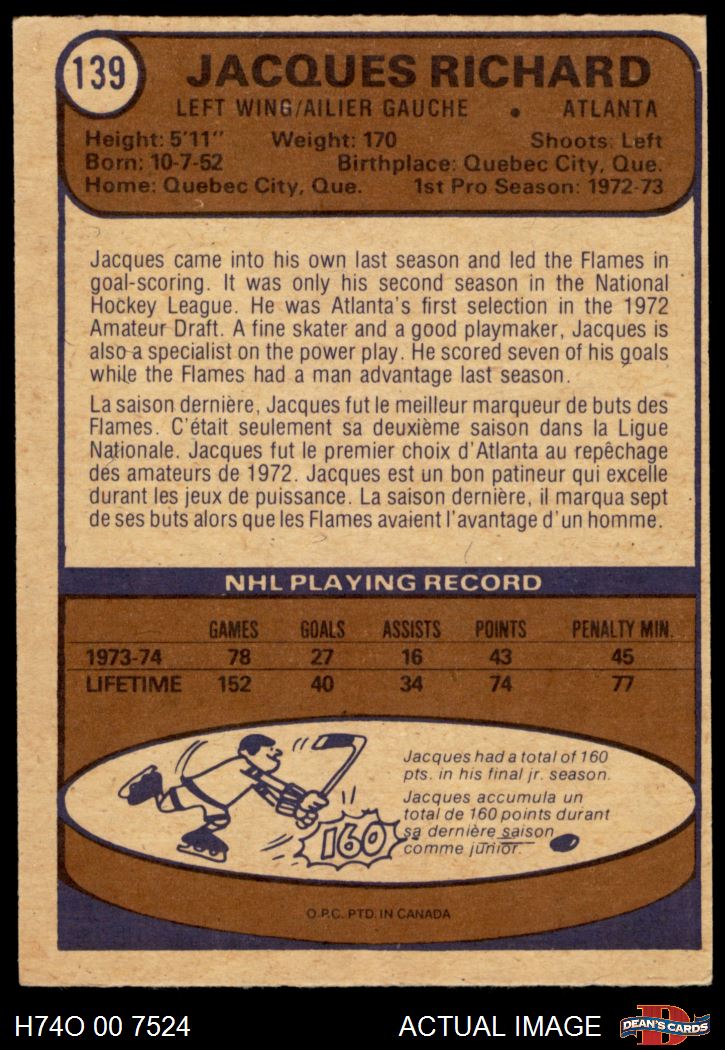 139
JACQUES RICHARD
LEFT WING/AILIER GAUCHE • ATLANTA
Height: 5'11" Weight: 170 Shoots: Left
Born: 10-7-52 Birthplace: Quebec City, Que.
Home: Quebec City, Que. 1st Pro Season: 1972-73
Jacques came into his own last season and led the Flames in
goal-scoring. It was only his second season in the National
Hockey League. He was Atlanta's first selection in the 1972
Amateur Draft. A fine skater and a good playmaker, Jacques is
also a specialist on the power play. He scored seven of his goals
while the Flames had a man advantage last season.
La saison dernière, Jacques fut le meilleur marqueur de buts des
Flames. C'était seulement sa deuxième saison dans la Ligue
Nationale. Jacques fut le premier choix d'Atlanta au repêchage
des amateurs de 1972. Jacques est un bon patineur qui excelle
durant les jeux de puissance. La saison dernière, il marqua sept
de ses buts alors que les Flames avaient l'avantage d'un homme.
NHL PLAYING RECORD
GAMES GOALS ASSISTS POINTS PENALTY MIN.
1973-74 78 27 16 43 45
LIFETIME 152 40 34 74 77
Jacques had a total of 160
pts. in his final jr. season.
Jacques accumula un
total de 160 points durant
sa dernière saison
comme junior.
160
O.P.C. PTD. IN CANADA
H74O 00 7524 ACTUAL IMAGE D DEAN'S CARDS